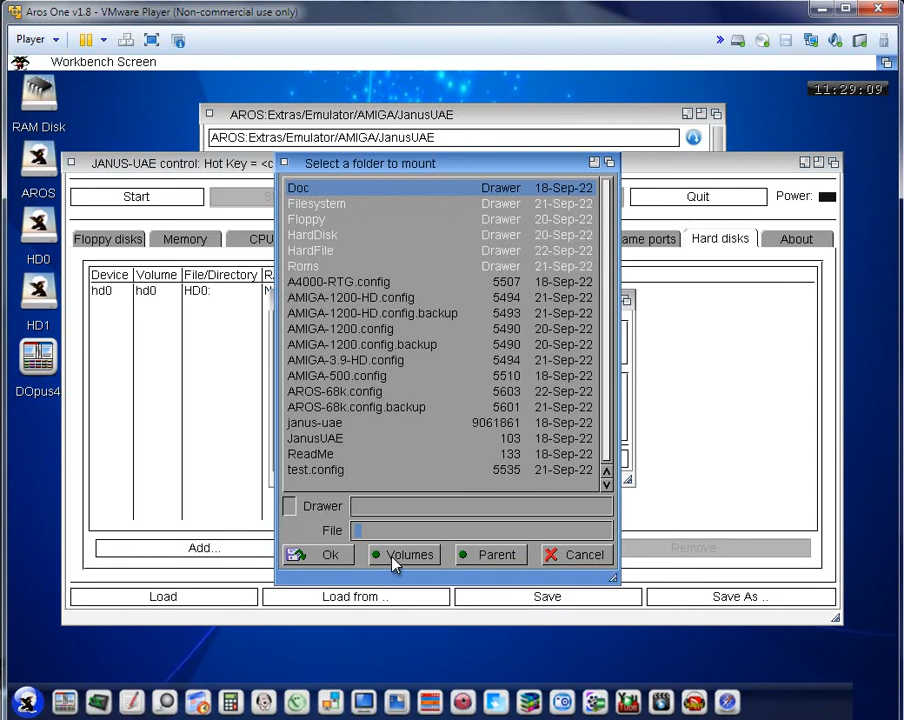 Aros One v1.8 - VMware Player (Non-commercial use only)
Player
Workbench Screen
11:29:09
RAM Disk
AROS
HD0
HD1
DOpus4
AROS:Extras/Emulator/AMIGA/JanusUAE
AROS:Extras/Emulator/AMIGA/JanusUAE
JANUS-UAE control: Hot Key = <c
Start
Quit
Power:
Floppy disks
Memory
CPU
ame ports
Hard disks
About
Device Volume File/Directory R
hd0 hd0 HD0:
Add...
Remove
Load
Load from ..
Save
Save As ..
Select a folder to mount
Doc Drawer 18-Sep-22
Filesystem Drawer 21-Sep-22
Floppy Drawer 20-Sep-22
HardDisk Drawer 20-Sep-22
HardFile Drawer 22-Sep-22
Roms Drawer 21-Sep-22
A4000-RTG.config 5507 18-Sep-22
AMIGA-1200-HD.config 5494 21-Sep-22
AMIGA-1200-HD.config.backup 5493 21-Sep-22
AMIGA-1200.config 5490 20-Sep-22
AMIGA-1200.config.backup 5490 20-Sep-22
AMIGA-3.9-HD.config 5494 21-Sep-22
AMIGA-500.config 5510 18-Sep-22
AROS-68k.config 5603 22-Sep-22
AROS-68k.config.backup 5601 21-Sep-22
janus-uae 9061861 18-Sep-22
JanusUAE 103 18-Sep-22
ReadMe 133 18-Sep-22
test.config 5535 21-Sep-22
Drawer
File
Ok
Volumes
Parent
Cancel